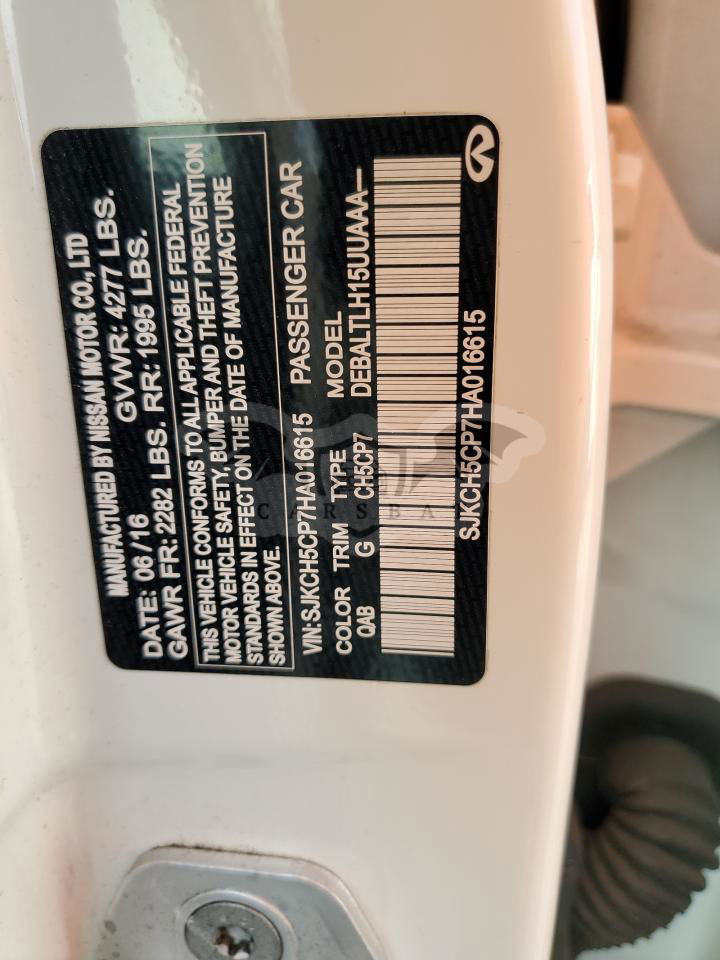 MANUFACTURED BY NISSAN MOTOR CO., LTD
DATE: 06/16 GVWR: 4277 LBS.
GAWR FR: 2282 LBS. RR: 1995 LBS.
THIS VEHICLE CONFORMS TO ALL APPLICABLE FEDERAL
MOTOR VEHICLE SAFETY, BUMPER AND THEFT PREVENTION
STANDARDS IN EFFECT ON THE DATE OF MANUFACTURE
SHOWN ABOVE.
VIN:SJKCH5CP7HA016615 PASSENGER CAR
COLOR TRIM TYPE MODEL
QAB G CH5CP7 DEBALTLH15UUAAA—
SJKCH5CP7HA016615